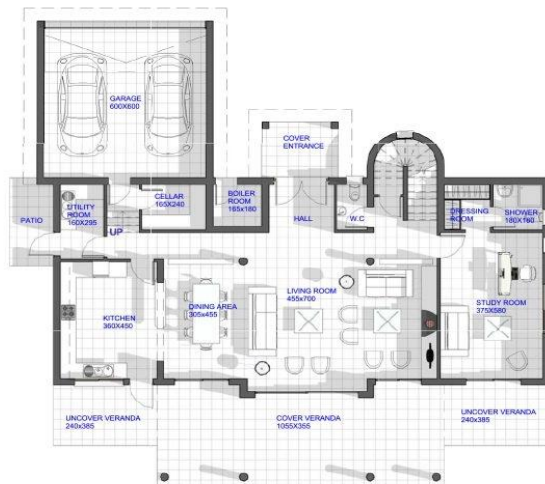 GARAGE
600X600
COVER
ENTRANCE
PATIO
UTILITY
ROOM
160X295
CELLAR
165X240
UP
BOILER
ROOM
165x180
HALL
W.C
DRESSING
ROOM
SHOWER
180X160
KITCHEN
360X450
DINING AREA
305x455
LIVING ROOM
455x700
STUDY ROOM
375X580
UNCOVER VERANDA
240x385
COVER VERANDA
1055X355
UNCOVER VERANDA
240x385